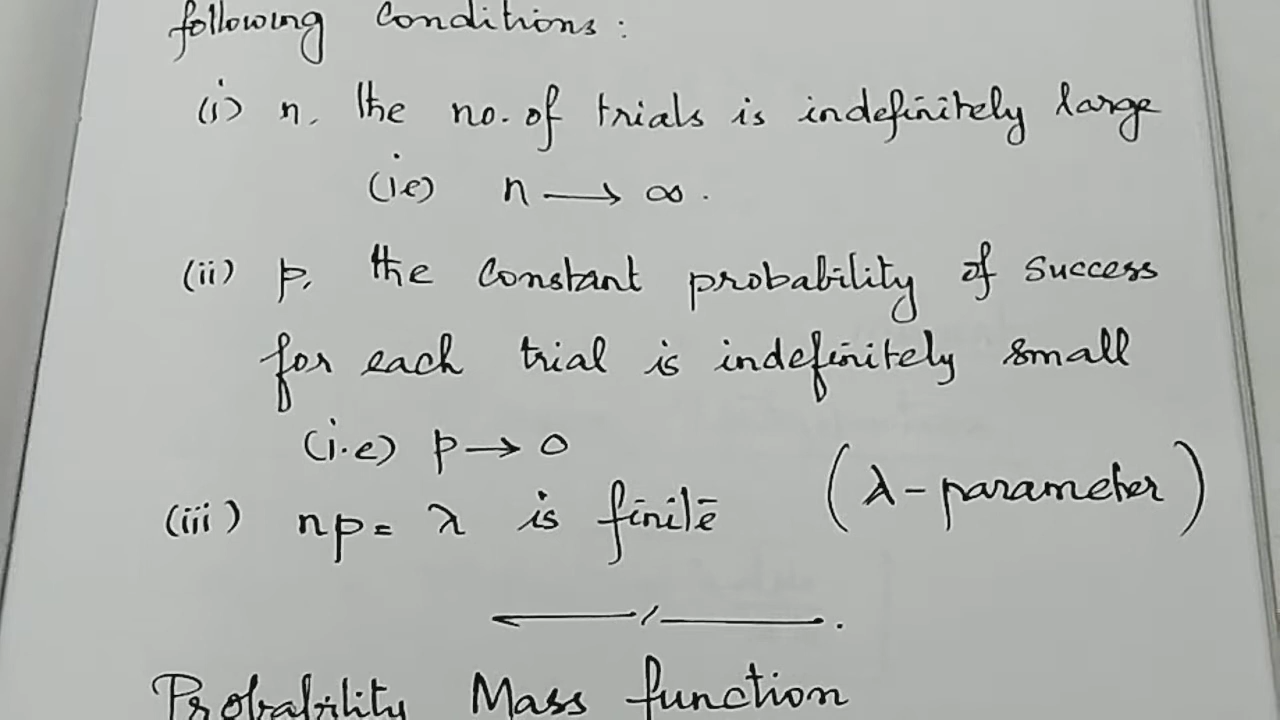 following Conditions :
(i) n, the no. of trials is indefinitely large
(ie) n → ∞.
(ii) p, the Constant probability of success
for each trial is indefinitely small
(i.e) p → 0
(iii) np = λ is finite (λ - parameter)
Probability Mass function